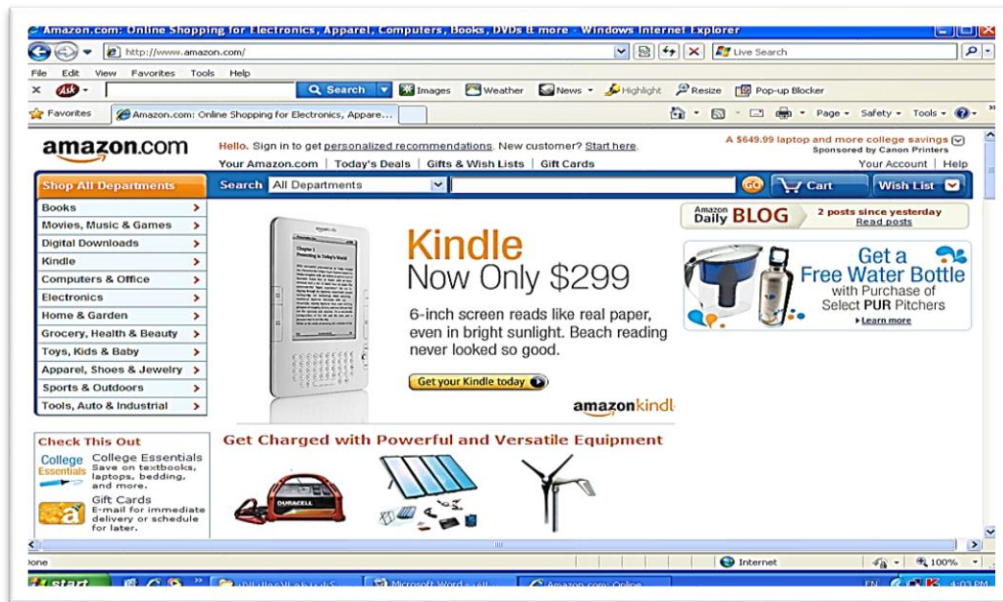 Amazon.com: Online Shopping for Electronics, Apparel, Computers, Books, DVDs & more - Windows Internet Explorer
http://www.amazon.com/
Live Search
File Edit View Favorites Tools Help
Ask Search Images Weather News Highlight Resize Pop-up Blocker
Favorites Amazon.com: Online Shopping for Electronics, Appare... Page Safety Tools
amazon.com
Hello. Sign in to get personalized recommendations. New customer? Start here.
A $649.99 laptop and more college savings
Sponsored by Canon Printers
Your Amazon.com | Today's Deals | Gifts & Wish Lists | Gift Cards
Your Account | Help
Shop All Departments
Search All Departments GO Cart Wish List
Books
Movies, Music & Games
Digital Downloads
Kindle
Computers & Office
Electronics
Home & Garden
Grocery, Health & Beauty
Toys, Kids & Baby
Apparel, Shoes & Jewelry
Sports & Outdoors
Tools, Auto & Industrial
Kindle
Now Only $299
6-inch screen reads like real paper,
even in bright sunlight. Beach reading
never looked so good.
Get your Kindle today
amazonkindl
Amazon Daily BLOG
2 posts since yesterday
Read posts
Get a
Free Water Bottle
with Purchase of
Select PUR Pitchers
Learn more
Check This Out
College Essentials
College Essentials
Save on textbooks,
laptops, bedding,
and more.
Gift Cards
E-mail for immediate
delivery or schedule
for later.
Get Charged with Powerful and Versatile Equipment
DURACELL
one
Internet
100%
start
Microsoft Word
Amazon.com: Online...
EN
4:03 PM